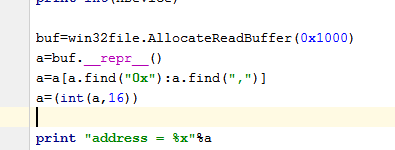 buf=win32file.AllocateReadBuffer(0x1000)
a=buf.__repr__()
a=a[a.find("0x"):a.find(",")]
a=(int(a,16))
print "address = %x"%a